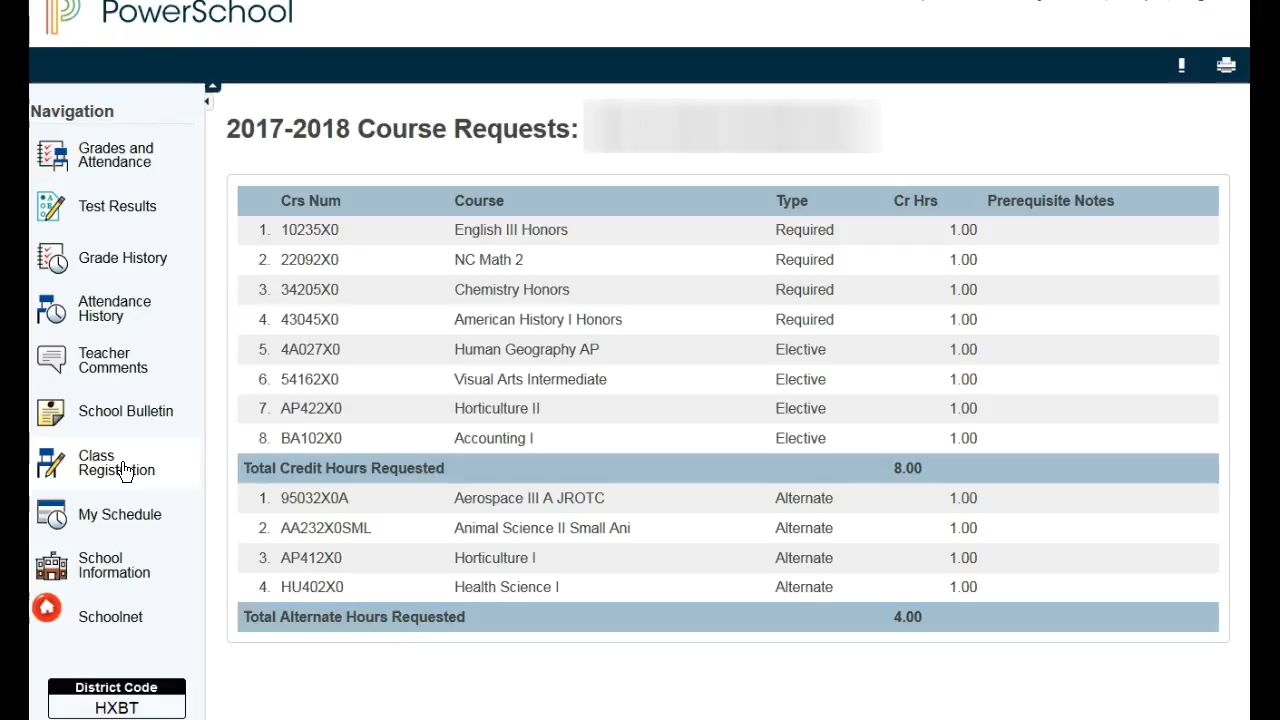 PowerSchool
Navigation
Grades and
Attendance
Test Results
Grade History
Attendance
History
Teacher
Comments
School Bulletin
Class
Registration
My Schedule
School
Information
Schoolnet
District Code
HXBT
2017-2018 Course Requests:
Crs Num Course Type Cr Hrs Prerequisite Notes
1. 10235X0 English III Honors Required 1.00
2. 22092X0 NC Math 2 Required 1.00
3. 34205X0 Chemistry Honors Required 1.00
4. 43045X0 American History I Honors Required 1.00
5. 4A027X0 Human Geography AP Elective 1.00
6. 54162X0 Visual Arts Intermediate Elective 1.00
7. AP422X0 Horticulture II Elective 1.00
8. BA102X0 Accounting I Elective 1.00
Total Credit Hours Requested 8.00
1. 95032X0A Aerospace III A JROTC Alternate 1.00
2. AA232X0SML Animal Science II Small Ani Alternate 1.00
3. AP412X0 Horticulture I Alternate 1.00
4. HU402X0 Health Science I Alternate 1.00
Total Alternate Hours Requested 4.00